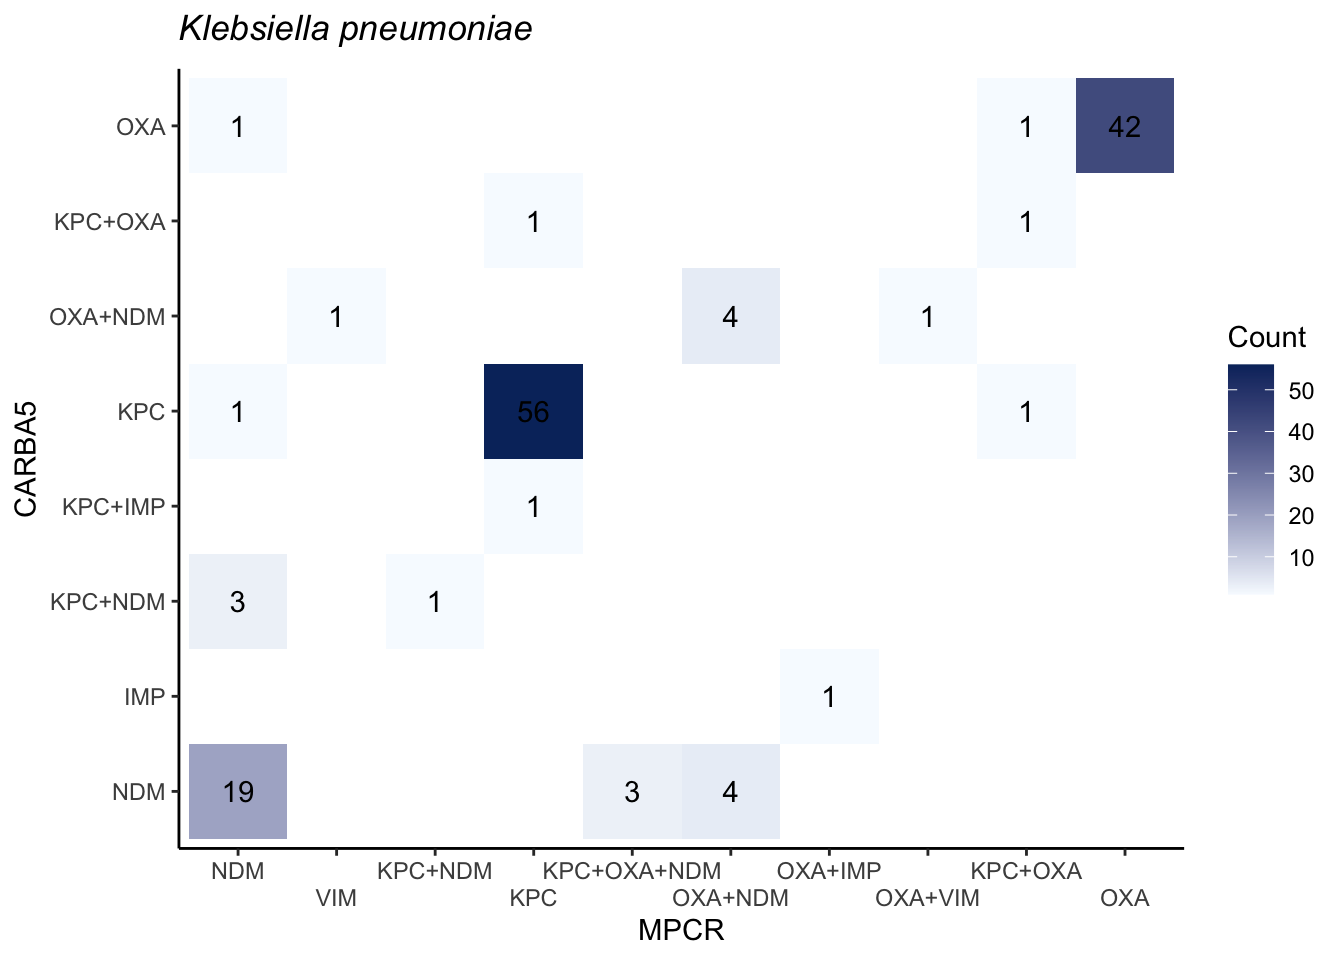 Klebsiella pneumoniae
OXA 1 1 42
KPC+OXA 1 1
OXA+NDM 1 4 1
KPC 1 56 1
KPC+IMP 1
KPC+NDM 3 1
IMP 1
NDM 19 3 4
CARBA5
NDM KPC+NDM KPC+OXA+NDM OXA+IMP KPC+OXA
VIM KPC OXA+NDM OXA+VIM OXA
MPCR
Count
50
40
30
20
10